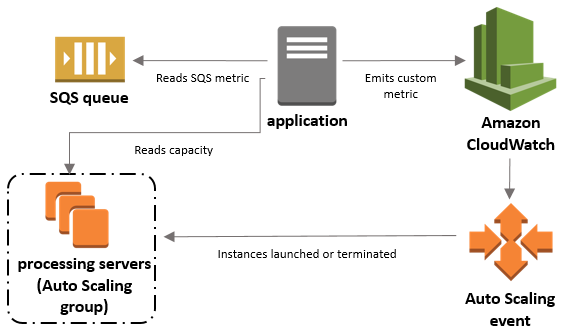 Reads SQS metric
Emits custom
metric
SQS queue
application
Amazon
CloudWatch
Reads capacity
Instances launched or terminated
processing servers
(Auto Scaling
group)
Auto Scaling
event